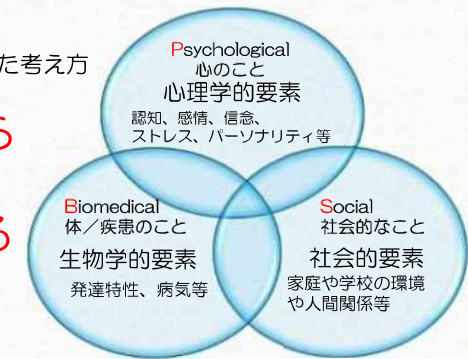 Psychological
心のこと
た考え方
心理学的要素
認知、感情、信念、
ストレス、パーソナリティ等
ら
Biomedical
体／疾患のこと
生物学的要素
発達特性、病気等
Social
社会的なこと
社会的要素
家庭や学校の環境
や人間関係等
る